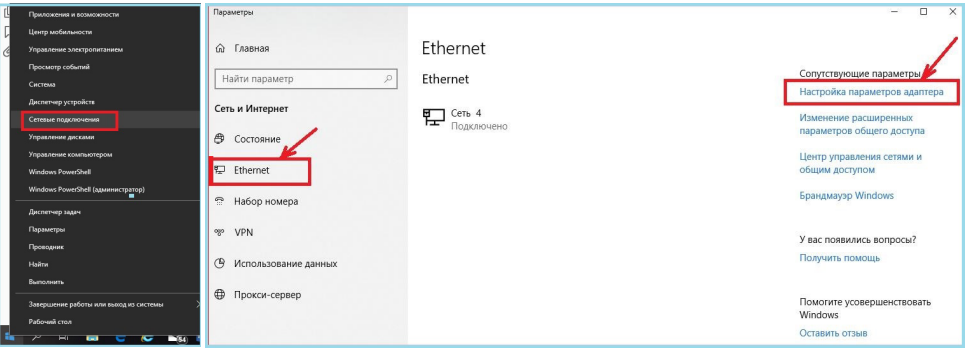 Приложения и возможности
Центр мобильности
Управление электропитанием
Просмотр событий
Система
Диспетчер устройств
Сетевые подключения
Управление дисками
Управление компьютером
Windows PowerShell
Windows PowerShell (администратор)
Диспетчер задач
Параметры
Проводник
Найти
Выполнить
Завершение работы или выход из системы
Рабочий стол
54
Параметры
Главная
Найти параметр
Сеть и Интернет
Состояние
Ethernet
Набор номера
VPN
Использование данных
Прокси-сервер
Ethernet
Ethernet
Сеть 4
Подключено
Сопутствующие параметры
Настройка параметров адаптера
Изменение расширенных
параметров общего доступа
Центр управления сетями и
общим доступом
Брандмауэр Windows
У вас появились вопросы?
Получить помощь
Помогите усовершенствовать
Windows
Оставить отзыв